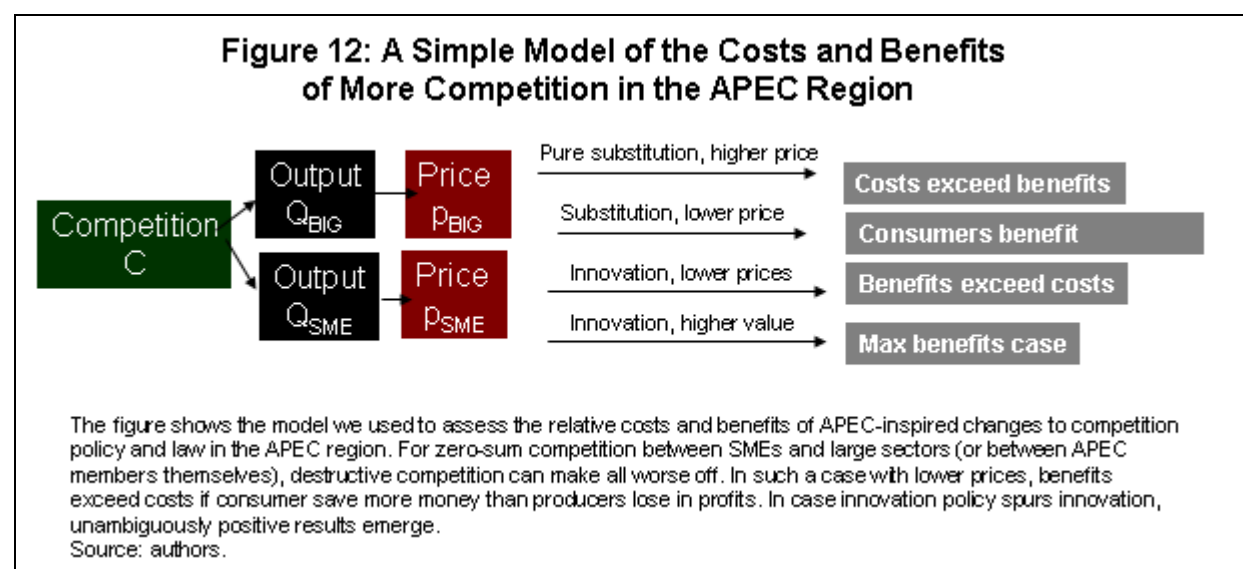 Figure 12: A Simple Model of the Costs and Benefits
of More Competition in the APEC Region
Competition
C
Output
QBIG
Price
pBIG
Output
QSME
Price
pSME
Pure substitution, higher price
Substitution, lower price
Innovation, lower prices
Innovation, higher value
Costs exceed benefits
Consumers benefit
Benefits exceed costs
Max benefits case
The figure shows the model we used to assess the relative costs and benefits of APEC-inspired changes to competition
policy and law in the APEC region. For zero-sum competition between SMEs and large sectors (or between APEC
members themselves), destructive competition can make all worse off. In such a case with lower prices, benefits
exceed costs if consumer save more money than producers lose in profits. In case innovation policy spurs innovation,
unambiguously positive results emerge.
Source: authors.